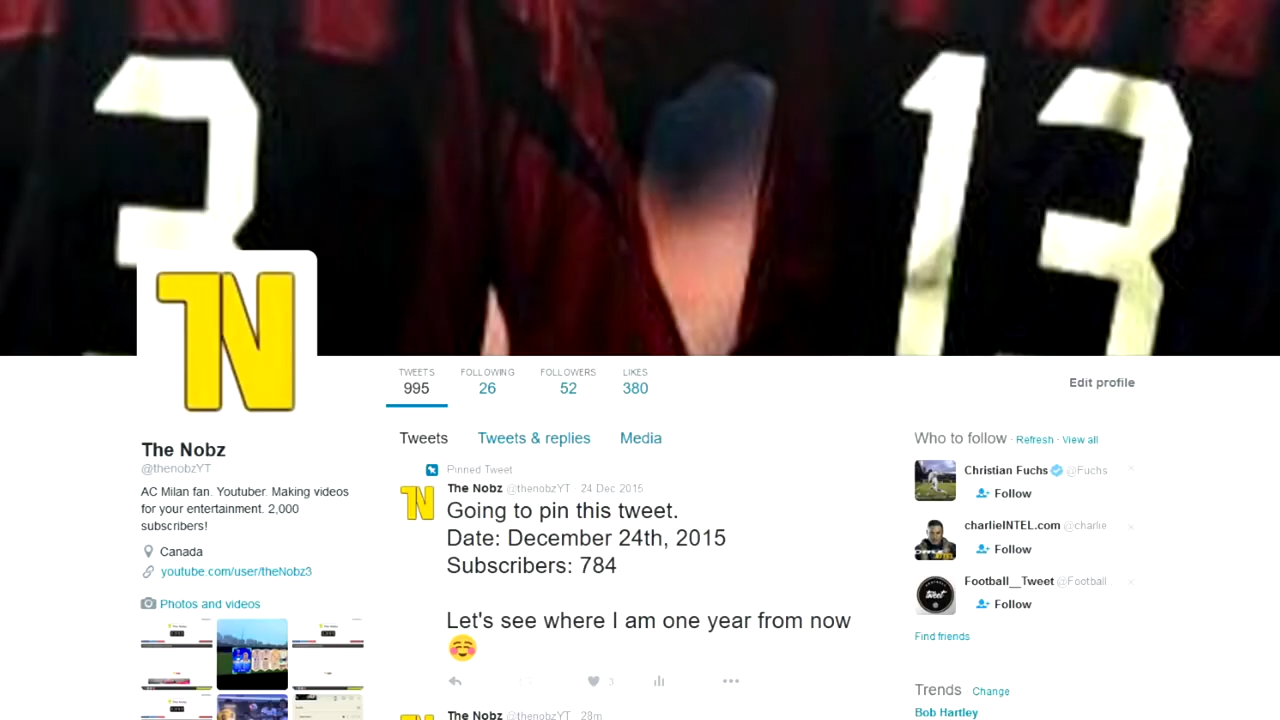 3
13
TN
TWEETS
995
FOLLOWING
26
FOLLOWERS
52
LIKES
380
Edit profile
The Nobz
@thenobzYT
AC Milan fan. Youtuber. Making videos
for your entertainment. 2,000
subscribers!
Canada
youtube.com/user/theNobz3
Photos and videos
Tweets
Tweets & replies
Media
Pinned Tweet
The Nobz @thenobzYT · 24 Dec 2015
Going to pin this tweet.
Date: December 24th, 2015
Subscribers: 784
Let's see where I am one year from now
3
The Nobz @thenobzYT · 28m
Who to follow · Refresh · View all
Christian Fuchs @Fuchs
Follow
charlieINTEL.com @charlie
Follow
Football__Tweet @Football
Follow
Find friends
Trends Change
Bob Hartley